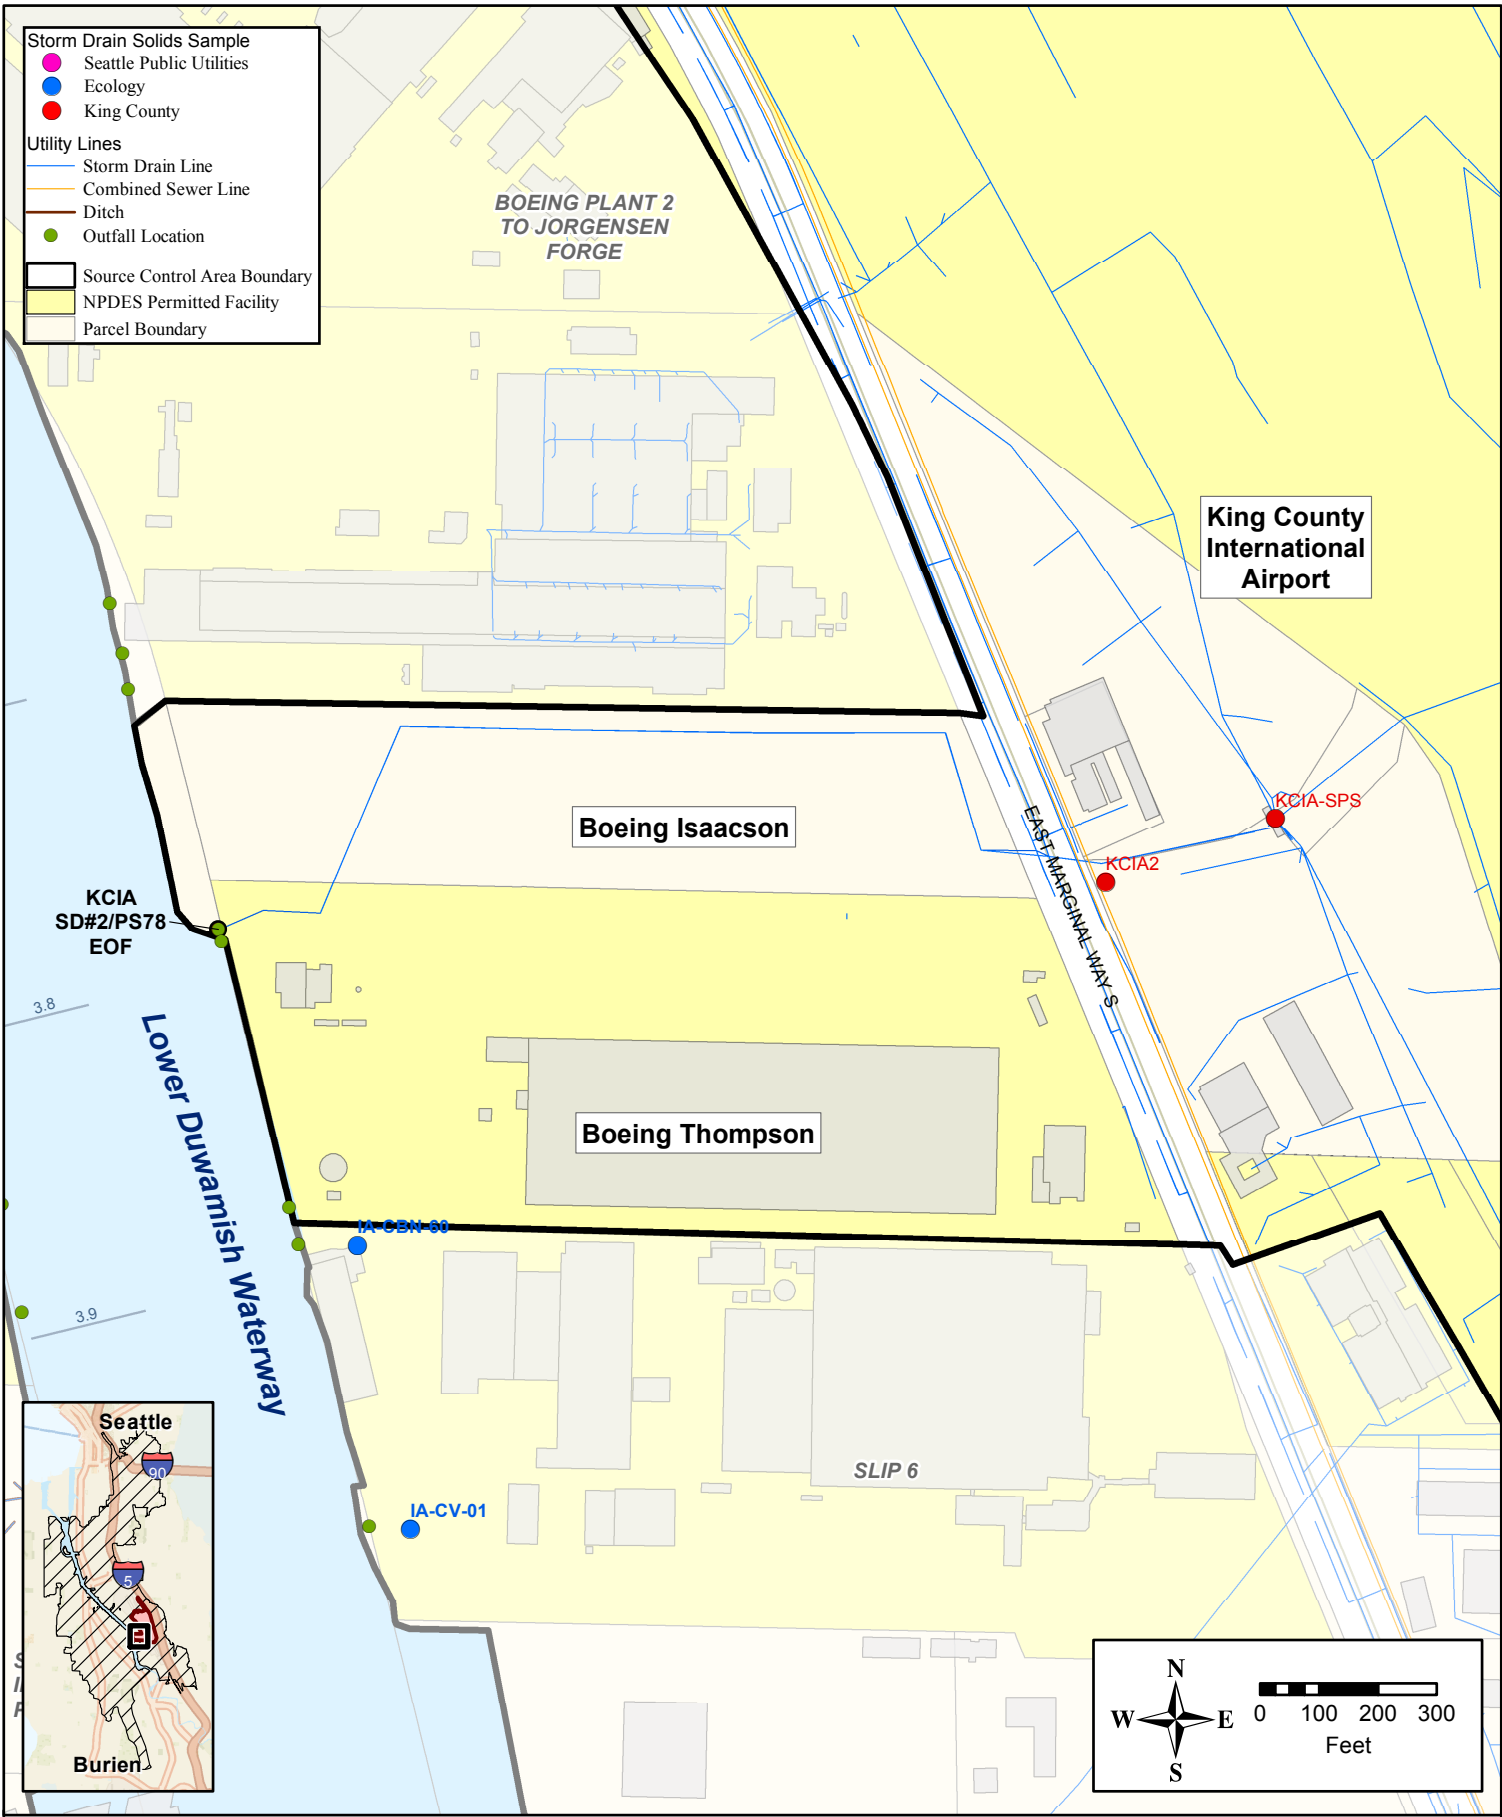 Storm Drain Solids Sample
Seattle Public Utilities
Ecology
King County
Utility Lines
Storm Drain Line
Combined Sewer Line
Ditch
Outfall Location
Source Control Area Boundary
NPDES Permitted Facility
Parcel Boundary
BOEING PLANT 2
TO JORGENSEN
FORGE
King County
International
Airport
KCIA-SPS
KCIA2
EAST MARGINAL WAY S
Boeing Isaacson
KCIA
SD#2/PS78
EOF
3.8
Lower Duwamish Waterway
Boeing Thompson
IA-CBN-60
3.9
SLIP 6
IA-CV-01
Seattle
90
5
Burien
N
W
E
S
0 100 200 300
Feet